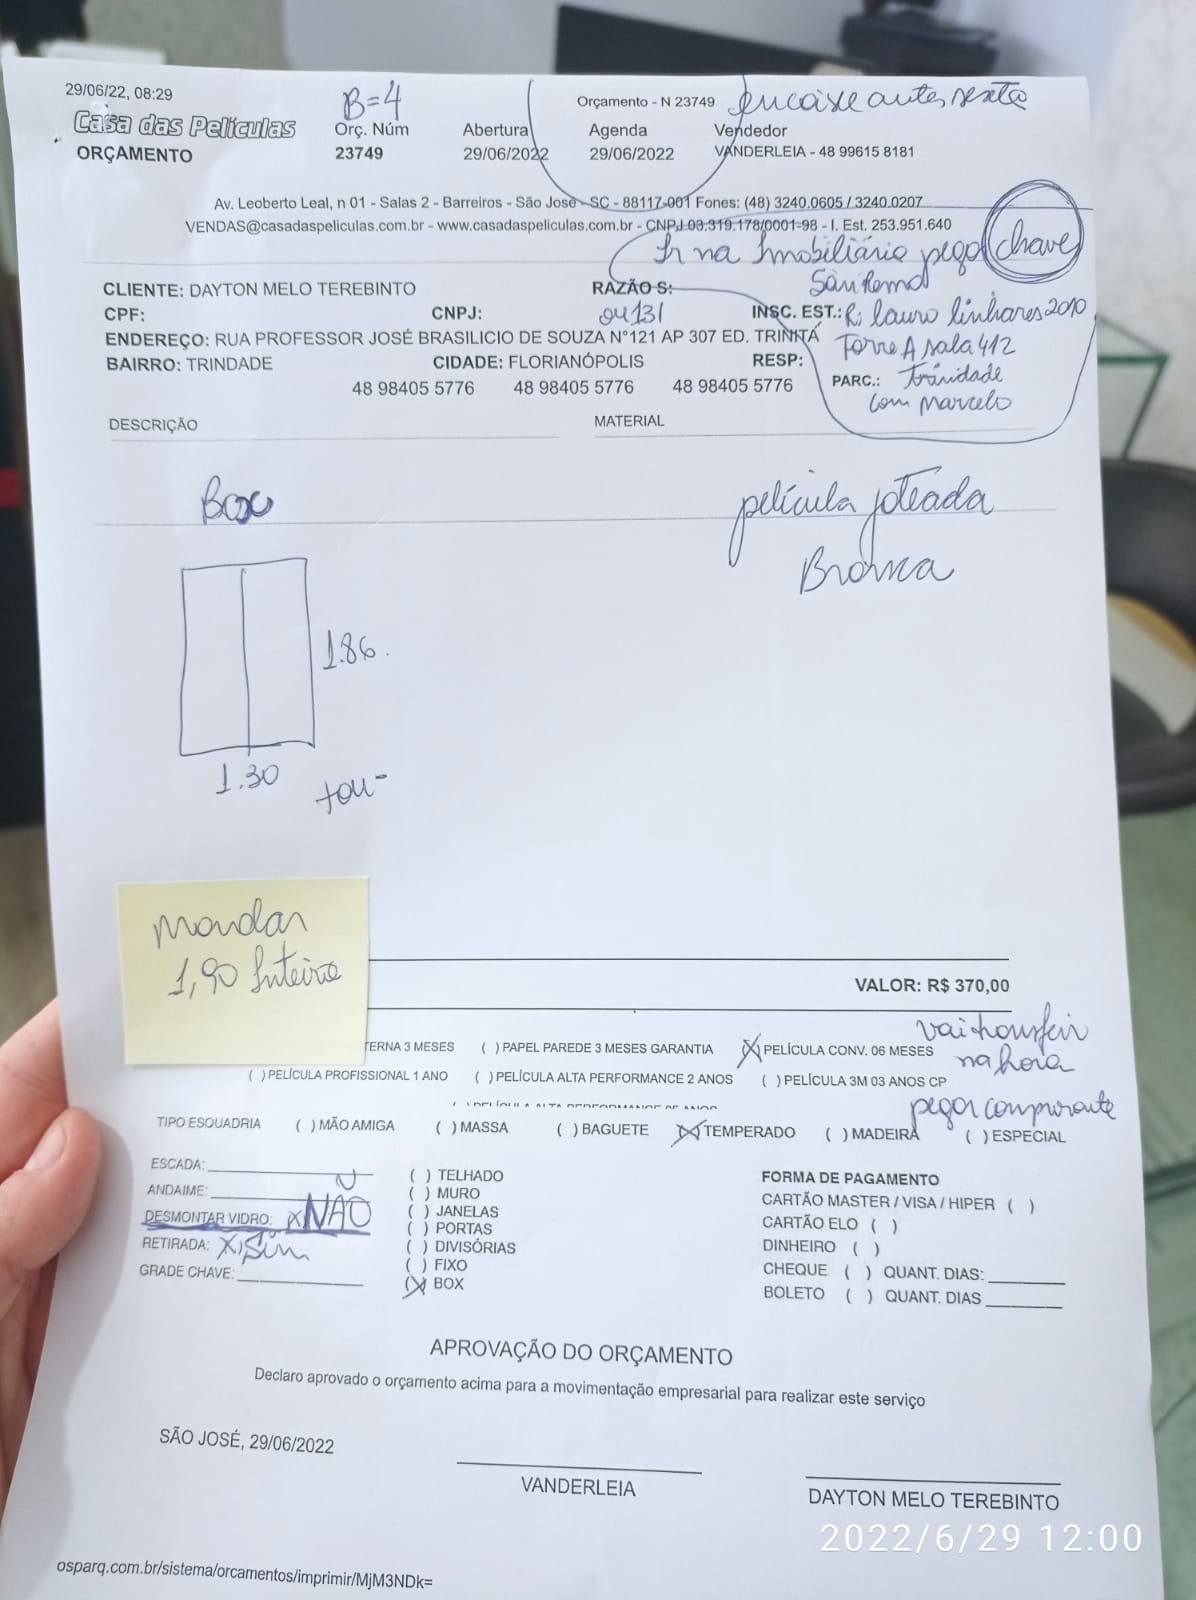 29/06/22, 08:29
B=4
Orçamento - N 23749
encaixe antes sexta
Casa das Películas
Orç. Núm
Abertura
Agenda
Vendedor
ORÇAMENTO
23749
29/06/2022
29/06/2022
VANDERLEIA - 48 99615 8181
Av. Leoberto Leal, n 01 - Salas 2 - Barreiros - São José - SC - 88117-001 Fones: (48) 3240.0605 / 3240.0207
VENDAS@casadaspeliculas.com.br - www.casadaspeliculas.com.br - CNPJ 03.319.178/0001-98 - I. Est. 253.951.640
Ir na Imobiliária pegar chave
San Remo
CLIENTE: DAYTON MELO TEREBINTO
RAZÃO S:
CPF:
CNPJ:
04131
INSC. EST.: R: lauro linhares 2010
ENDEREÇO: RUA PROFESSOR JOSÉ BRASILICIO DE SOUZA N°121 AP 307 ED. TRINITÁ
Torre A sala 412
BAIRRO: TRINDADE
CIDADE: FLORIANÓPOLIS
RESP:
48 98405 5776
48 98405 5776
48 98405 5776
PARC.: Trindade
com Marcelo
DESCRIÇÃO
MATERIAL
Box
película jateada
Branca
1.86
1.30
Mandar
1,90 Inteiro
VALOR: R$ 370,00
vai transferir
na hora
TERNA 3 MESES
( ) PAPEL PAREDE 3 MESES GARANTIA
(X) PELÍCULA CONV. 06 MESES
( ) PELÍCULA PROFISSIONAL 1 ANO
( ) PELÍCULA ALTA PERFORMANCE 2 ANOS
( ) PELÍCULA 3M 03 ANOS CP
pegar comprovante
TIPO ESQUADRIA
( ) MÃO AMIGA
( ) MASSA
( ) BAGUETE
(X) TEMPERADO
( ) MADEIRA
( ) ESPECIAL
ESCADA:
ANDAIME:
DESMONTAR VIDRO: X NÃO
RETIRADA: X Sim
GRADE CHAVE:
( ) TELHADO
( ) MURO
( ) JANELAS
( ) PORTAS
( ) DIVISÓRIAS
( ) FIXO
(X) BOX
FORMA DE PAGAMENTO
CARTÃO MASTER / VISA / HIPER ( )
CARTÃO ELO ( )
DINHEIRO ( )
CHEQUE ( ) QUANT. DIAS:
BOLETO ( ) QUANT. DIAS
APROVAÇÃO DO ORÇAMENTO
Declaro aprovado o orçamento acima para a movimentação empresarial para realizar este serviço
SÃO JOSÉ, 29/06/2022
VANDERLEIA
DAYTON MELO TEREBINTO
2022/6/29 12:00
osparq.com.br/sistema/orcamentos/imprimir/MjM3NDk=